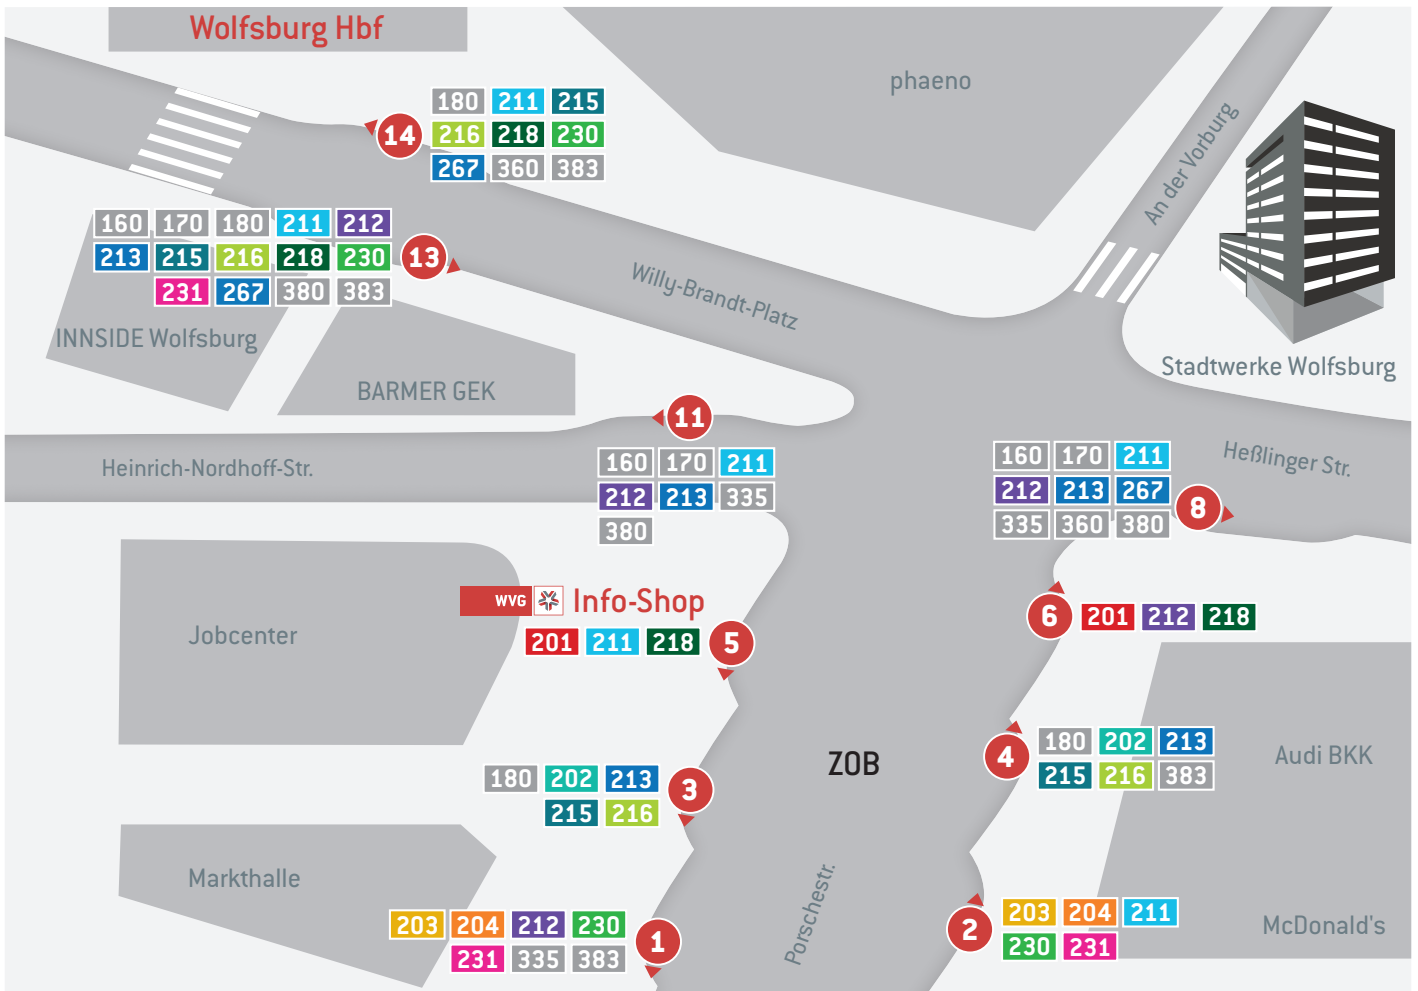 Wolfsburg Hbf
phaeno
An der Vorburg
14
180 211 215
216 218 230
267 360 383
160 170 180 211 212
213 215 216 218 230
231 267 380 383
13
Willy-Brandt-Platz
INNSIDE Wolfsburg
BARMER GEK
Stadtwerke Wolfsburg
11
Heinrich-Nordhoff-Str.
160 170 211
212 213 335
380
160 170 211
212 213 267
335 360 380
8
Heßlinger Str.
WVG Info-Shop
201 211 218
5
6
201 212 218
Jobcenter
ZOB
4
180 202 213
215 216 383
Audi BKK
180 202 213
215 216
3
Markthalle
203 204 212 230
231 335 383
1
Porschestr.
2
203 204 211
230 231
McDonald's